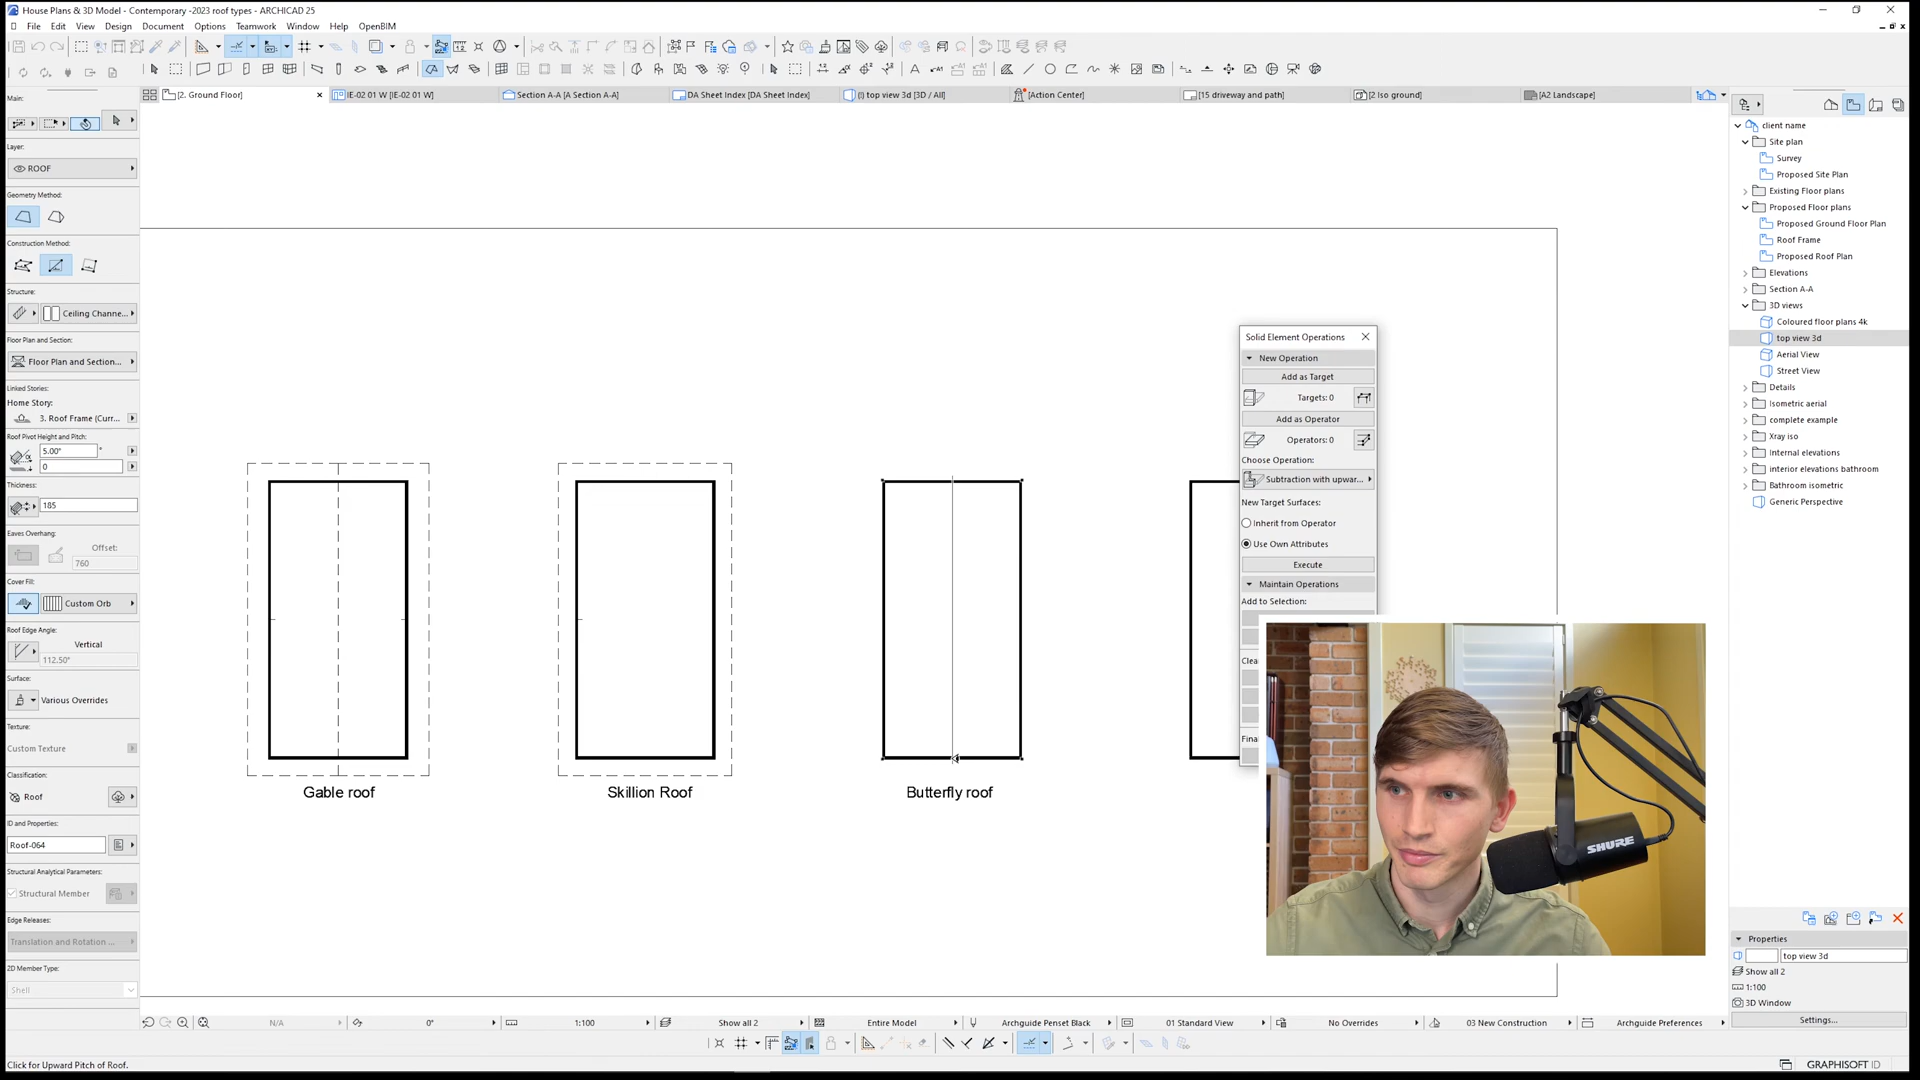 House Plans & 3D Model - Contemporary -2023 roof types - ARCHICAD 25
File Edit View Design Document Options Teamwork Window Help OpenBIM
Main:
[2. Ground Floor]
IE-02 01 W [IE-02 01 W]
Section A-A [A Section A-A]
DA Sheet Index [DA Sheet Index]
(!) top view 3d [3D / All]
[Action Center]
[15 driveway and path]
[2 Iso ground]
[A2 Landscape]
Layer:
ROOF
Geometry Method:
Construction Method:
Structure:
Ceiling Channe...
Floor Plan and Section:
Floor Plan and Section...
Linked Stories:
Home Story:
3. Roof Frame (Curr...
Roof Pivot Height and Pitch:
5.00°
°
0
Thickness:
185
Eaves Overhang:
Offset:
760
Cover Fill:
Custom Orb
Roof Edge Angle:
Vertical
112.50°
Surface:
Various Overrides
Texture:
Custom Texture
Classification:
Roof
ID and Properties:
Roof-064
Structural Analytical Parameters:
Structural Member
Edge Releases:
Translation and Rotation ...
2D Member Type:
Shell
Gable roof
Skillion Roof
Butterfly roof
Solid Element Operations
New Operation
Add as Target
Targets: 0
Add as Operator
Operators: 0
Choose Operation:
Subtraction with upwar...
New Target Surfaces:
Inherit from Operator
Use Own Attributes
Execute
Maintain Operations
Add to Selection:
Clea
Fina
SHURE
client name
Site plan
Survey
Proposed Site Plan
Existing Floor plans
Proposed Floor plans
Proposed Ground Floor Plan
Roof Frame
Proposed Roof Plan
Elevations
Section A-A
3D views
Coloured floor plans 4k
top view 3d
Aerial View
Street View
Details
Isometric aerial
complete example
Xray iso
Internal elevations
interior elevations bathroom
Bathroom isometric
Generic Perspective
Properties
top view 3d
Show all 2
1:100
3D Window
Settings...
N/A
0°
1:100
Show all 2
Entire Model
Archguide Penset Black
01 Standard View
No Overrides
03 New Construction
Archguide Preferences
Click for Upward Pitch of Roof.
GRAPHISOFT ID